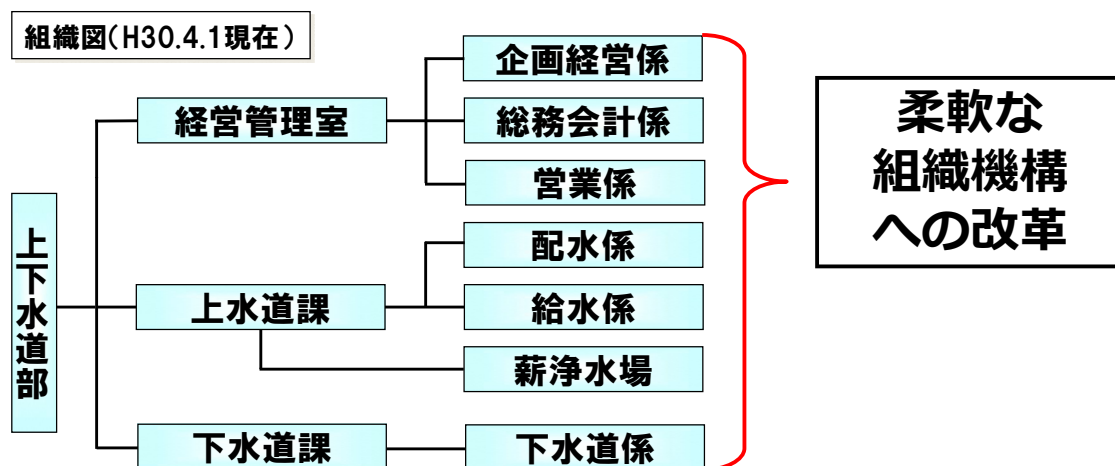 組織図(H30.4.1現在)
企画経営係
経営管理室
総務会計係
営業係
上下水道部
配水係
上水道課
給水係
薪浄水場
下水道課
下水道係
柔軟な
組織機構
への改革